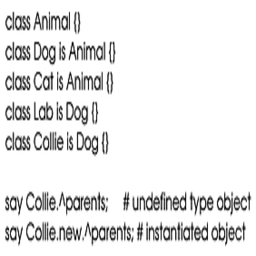 class Animal {}
class Dog is Animal {}
class Cat is Animal {}
class Lab is Dog {}
class Collie is Dog {}
say Collie.^parents; # undefined type object
say Collie.new.^parents; # instantiated object